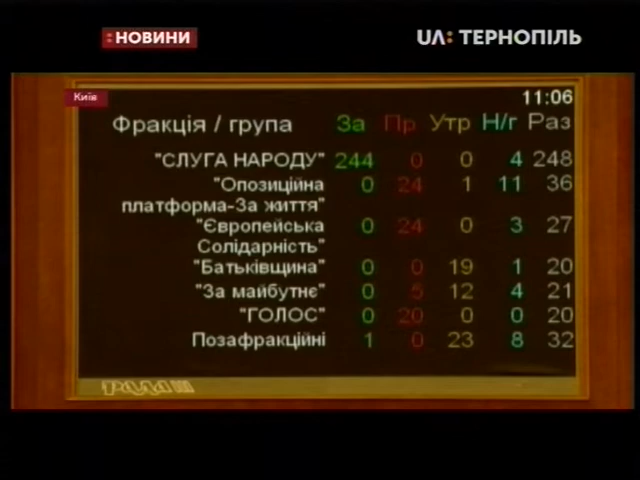 :НОВИНИ
UA: ТЕРНОПІЛЬ
Київ
11:06
Фракція / група За Пр Утр Н/г Раз
"СЛУГА НАРОДУ" 244 0 0 4 248
"Опозиційна 0 24 1 11 36
платформа-За життя"
"Європейська 0 24 0 3 27
Солідарність"
"Батьківщина" 0 0 19 1 20
"За майбутнє" 0 5 12 4 21
"ГОЛОС" 0 20 0 0 20
Позафракційні 1 0 23 8 32
РАДА